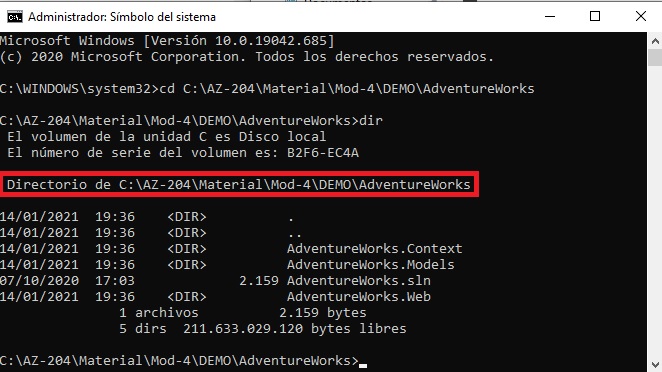 Documentos
Administrador: Símbolo del sistema
Microsoft Windows [Versión 10.0.19042.685]
(c) 2020 Microsoft Corporation. Todos los derechos reservados.
C:\WINDOWS\system32>cd C:\AZ-204\Material\Mod-4\DEMO\AdventureWorks
C:\AZ-204\Material\Mod-4\DEMO\AdventureWorks>dir
El volumen de la unidad C es Disco local
El número de serie del volumen es: B2F6-EC4A
Directorio de C:\AZ-204\Material\Mod-4\DEMO\AdventureWorks
14/01/2021  19:36    <DIR>          .
14/01/2021  19:36    <DIR>          ..
14/01/2021  19:36    <DIR>          AdventureWorks.Context
14/01/2021  19:36    <DIR>          AdventureWorks.Models
07/10/2020  17:03             2.159 AdventureWorks.sln
14/01/2021  19:36    <DIR>          AdventureWorks.Web
1 archivos          2.159 bytes
5 dirs  211.633.029.120 bytes libres
C:\AZ-204\Material\Mod-4\DEMO\AdventureWorks>